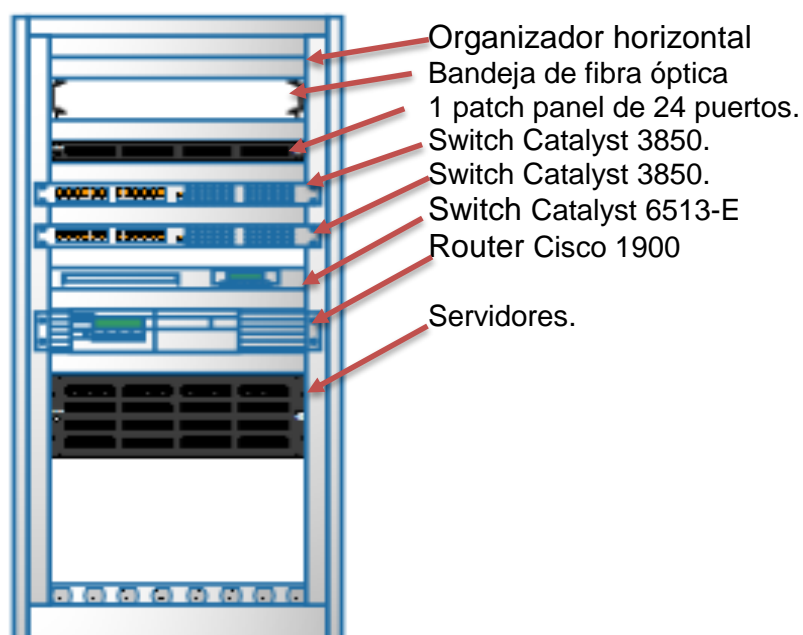 Organizador horizontal
Bandeja de fibra óptica
1 patch panel de 24 puertos.
Switch Catalyst 3850.
Switch Catalyst 3850.
Switch Catalyst 6513-E
Router Cisco 1900
Servidores.